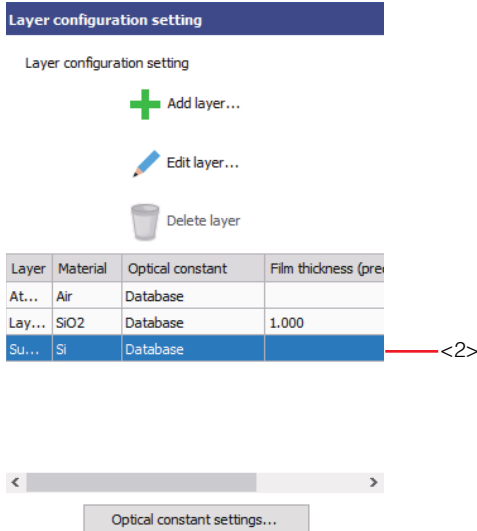 Layer configuration setting
Layer configuration setting
Add layer...
Edit layer...
Delete layer
Layer Material Optical constant Film thickness (pre
At... Air Database
Lay... SiO2 Database 1.000
Su... Si Database
<2>
Optical constant settings...